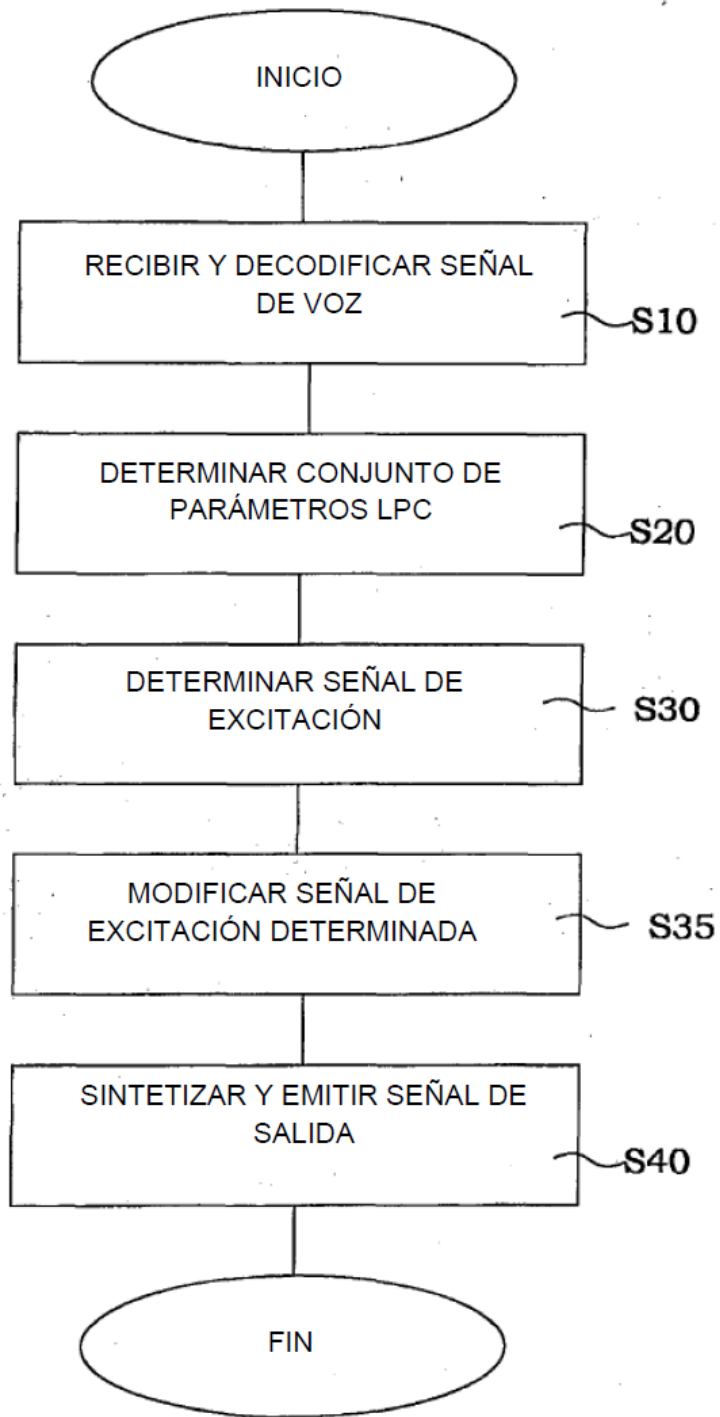 INICIO
RECIBIR Y DECODIFICAR SEÑAL
DE VOZ
S10
DETERMINAR CONJUNTO DE
PARÁMETROS LPC
S20
DETERMINAR SEÑAL DE
EXCITACIÓN
S30
MODIFICAR SEÑAL DE
EXCITACIÓN DETERMINADA
S35
SINTETIZAR Y EMITIR SEÑAL DE
SALIDA
S40
FIN